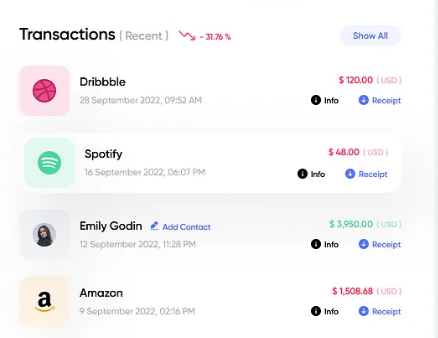 Transactions ( Recent ) - 31.76 % Show All
Dribbble $ 120.00 ( USD )
28 September 2022, 09:52 AM Info Receipt
Spotify $ 48.00 ( USD )
16 September 2022, 06:07 PM Info Receipt
Emily Godin Add Contact $ 3,950.00 ( USD )
12 September 2022, 11:28 PM Info Receipt
Amazon $ 1,508.68 ( USD )
9 September 2022, 02:16 PM Info Receipt